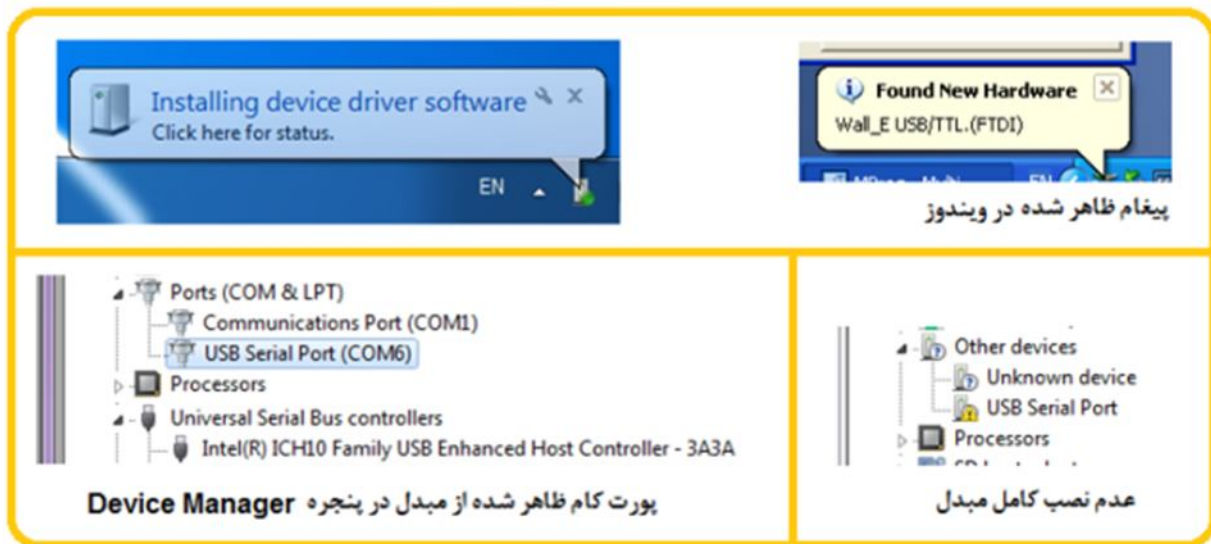 Installing device driver software
Click here for status.
EN
Found New Hardware
Wall_E USB/TTL.(FTDI)
EN
پیغام ظاهر شده در ویندوز
Ports (COM & LPT)
Communications Port (COM1)
USB Serial Port (COM6)
Processors
Universal Serial Bus controllers
Intel(R) ICH10 Family USB Enhanced Host Controller - 3A3A
پورت کام ظاهر شده از مبدل در پنجره Device Manager
Other devices
Unknown device
USB Serial Port
Processors
عدم نصب کامل مبدل